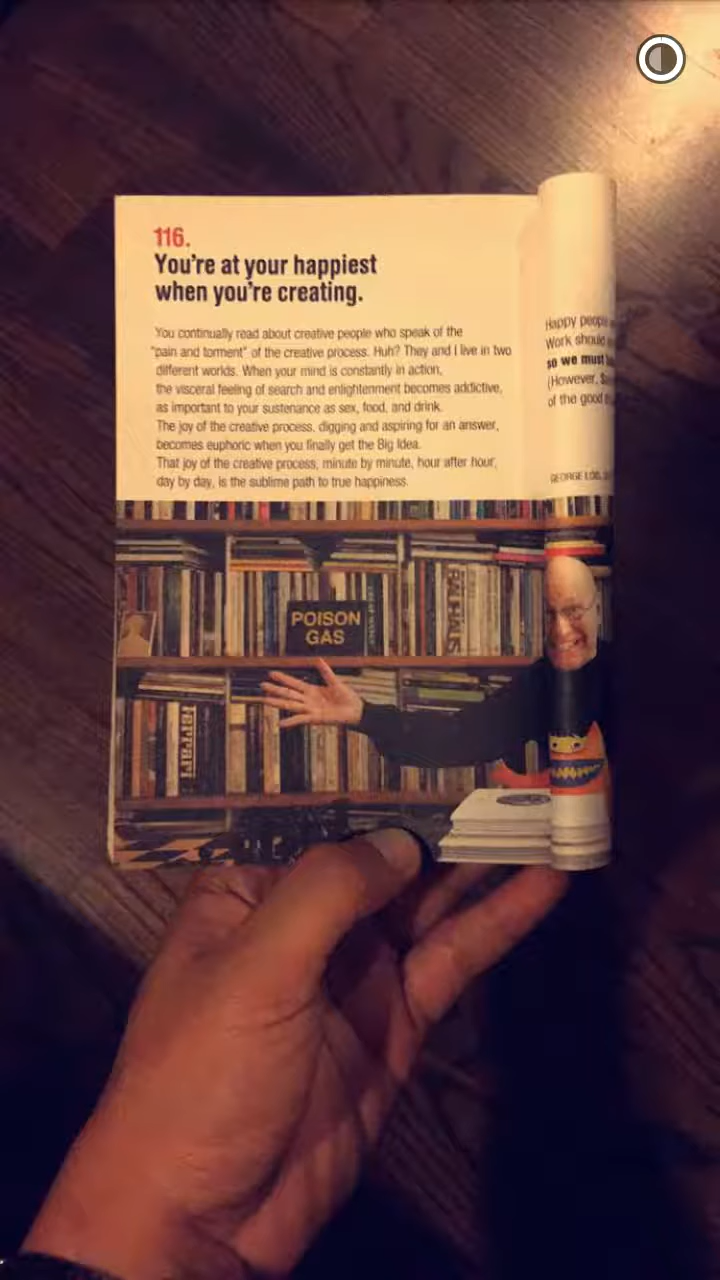 116.
You're at your happiest
when you're creating.
You continually read about creative people who speak of the
"pain and torment" of the creative process. Huh? They and I live in two
different worlds. When your mind is constantly in action,
the visceral feeling of search and enlightenment becomes addictive,
as important to your sustenance as sex, food, and drink.
The joy of the creative process, digging and aspiring for an answer,
becomes euphoric when you finally get the Big Idea.
That joy of the creative process, minute by minute, hour after hour,
day by day, is the sublime path to true happiness.
Happy people
Work should
so we must
(However,
of the good
GEORGE LOIS,
POISON
GAS
BAUHAUS
Ferrari